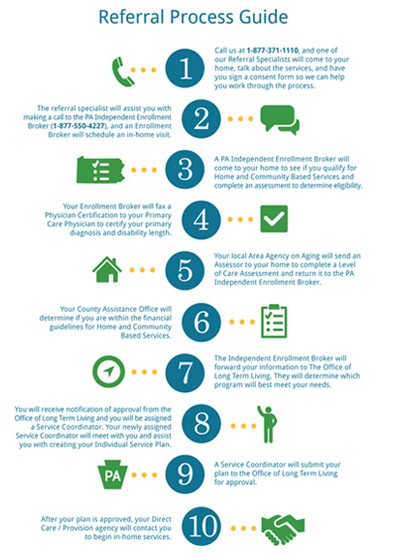 Referral Process Guide
1
Call us at 1-877-371-1110, and one of
our Referral Specialists will come to your
home, talk about the services, and have
you sign a consent form so we can help
you work through the process.
The referral specialist will assist you with
making a call to the PA Independent Enrollment
Broker (1-877-550-4227), and an Enrollment
Broker will schedule an in-home visit.
2
3
A PA Independent Enrollment Broker will
come to your home to see if you qualify for
Home and Community Based Services and
complete an assessment to determine eligibility.
Your Enrollment Broker will fax a
Physician Certification to your Primary
Care Physician to certify your primary
diagnosis and disability length.
4
5
Your local Area Agency on Aging will send an
Assessor to your home to complete a Level
of Care Assessment and return it to the PA
Independent Enrollment Broker.
Your County Assistance Office will
determine if you are within the financial
guidelines for Home and Community
Based Services.
6
7
The Independent Enrollment Broker will
forward your information to The Office of
Long Term Living. They will determine which
program will best meet your needs.
You will receive notification of approval from the
Office of Long Term Living and you will be assigned
a Service Coordinator. Your newly assigned
Service Coordinator will meet with you and assist
you with creating your Individual Service Plan.
8
PA
9
A Service Coordinator will submit your
plan to the Office of Long Term Living
for approval.
After your plan is approved, your Direct
Care / Provision agency will contact you
to begin in-home services.
10